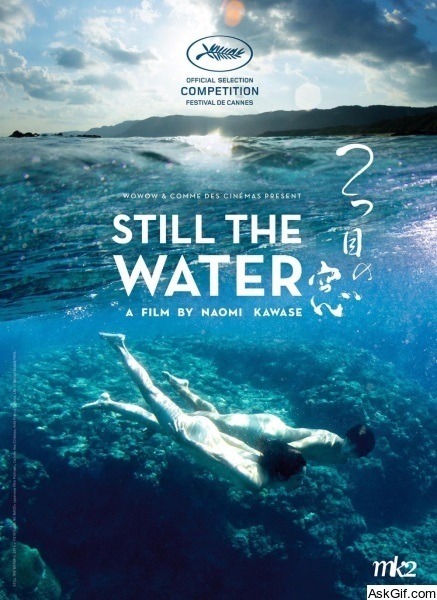 OFFICIAL SELECTION
COMPETITION
FESTIVAL DE CANNES
WOWOW & COMME DES CINÉMAS PRESENT
STILL THE
WATER
A FILM BY NAOMI KAWASE
2つ目の窓
mk2
AskGif.com